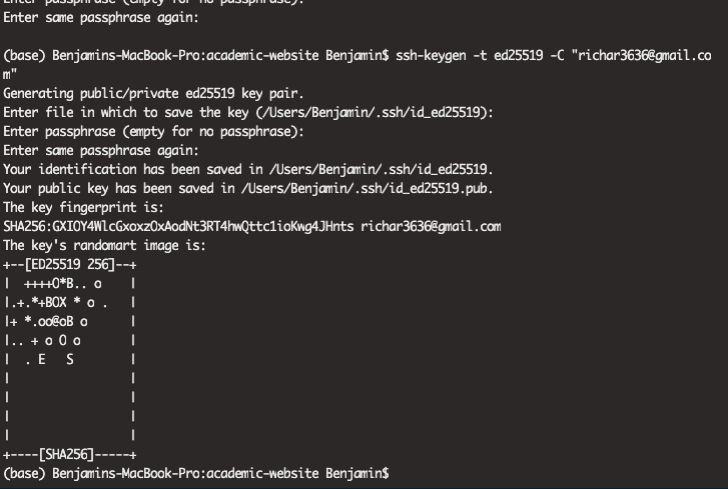 Enter passphrase (empty for no passphrase):
Enter same passphrase again:
(base) Benjamins-MacBook-Pro:academic-website Benjamin$ ssh-keygen -t ed25519 -C "richar3636@gmail.co
m"
Generating public/private ed25519 key pair.
Enter file in which to save the key (/Users/Benjamin/.ssh/id_ed25519):
Enter passphrase (empty for no passphrase):
Enter same passphrase again:
Your identification has been saved in /Users/Benjamin/.ssh/id_ed25519.
Your public key has been saved in /Users/Benjamin/.ssh/id_ed25519.pub.
The key fingerprint is:
SHA256:GXIOY4WlcGxoxzOxAodNt3RT4hwQttc1ioKwg4JHnts richar3636@gmail.com
The key's randomart image is:
+--[ED25519 256]--+
|  ++++O*B.. o    |
|.+.*+BOX * o .   |
|+ *.oo@oB o      |
|.. + o O o       |
|  . E   S        |
|                 |
|                 |
|                 |
|                 |
+----[SHA256]-----+
(base) Benjamins-MacBook-Pro:academic-website Benjamin$